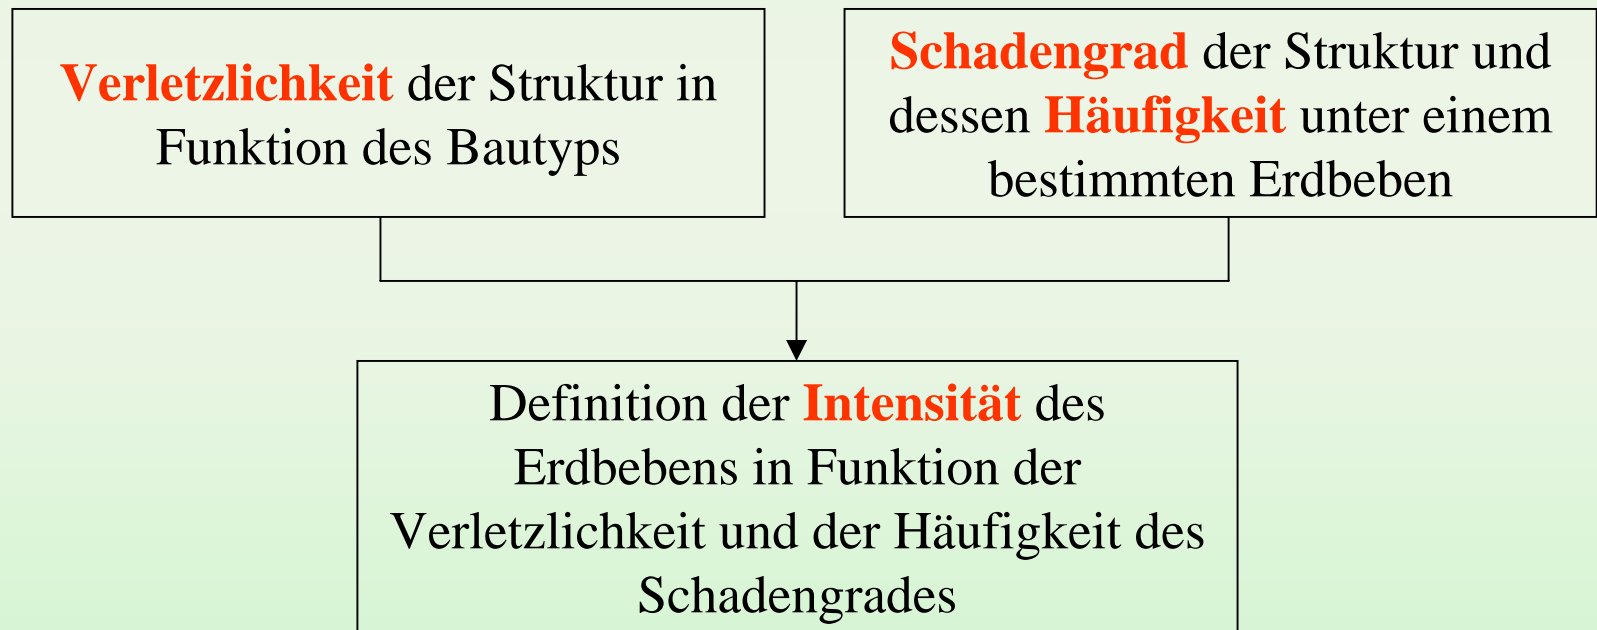 Verletzlichkeit der Struktur in
Funktion des Bautyps
Schadengrad der Struktur und
dessen Häufigkeit unter einem
bestimmten Erdbeben
Definition der Intensität des
Erdbebens in Funktion der
Verletzlichkeit und der Häufigkeit des
Schadengrades